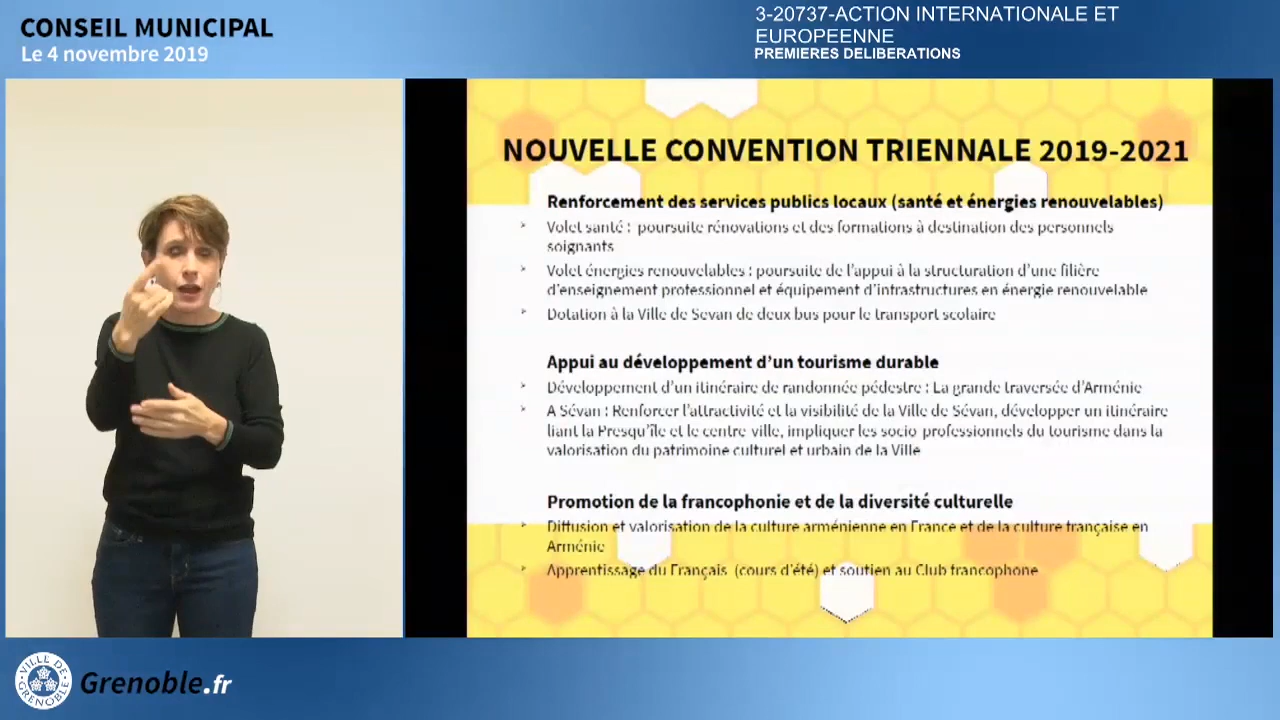 CONSEIL MUNICIPAL
Le 4 novembre 2019
3-20737-ACTION INTERNATIONALE ET
EUROPEENNE
PREMIERES DELIBERATIONS
NOUVELLE CONVENTION TRIENNALE 2019-2021
Renforcement des services publics locaux (santé et énergies renouvelables)
Volet santé : poursuite rénovations et des formations à destination des personnels
soignants
Volet énergies renouvelables : poursuite de l'appui à la structuration d'une filière
d'enseignement professionnel et équipement d'infrastructures en énergie renouvelable
Dotation à la Ville de Sevan de deux bus pour le transport scolaire
Appui au développement d'un tourisme durable
Développement d'un itinéraire de randonnée pédestre : La grande traversée d'Arménie
A Sévan : Renforcer l'attractivité et la visibilité de la Ville de Sévan, développer un itinéraire
liant la Presqu'île et le centre-ville, impliquer les socio-professionnels du tourisme dans la
valorisation du patrimoine culturel et urbain de la Ville
Promotion de la francophonie et de la diversité culturelle
Diffusion et valorisation de la culture arménienne en France et de la culture française en
Arménie
Apprentissage du Français (cours d'été) et soutien au Club francophone
VILLE DE GRENOBLE
Grenoble.fr